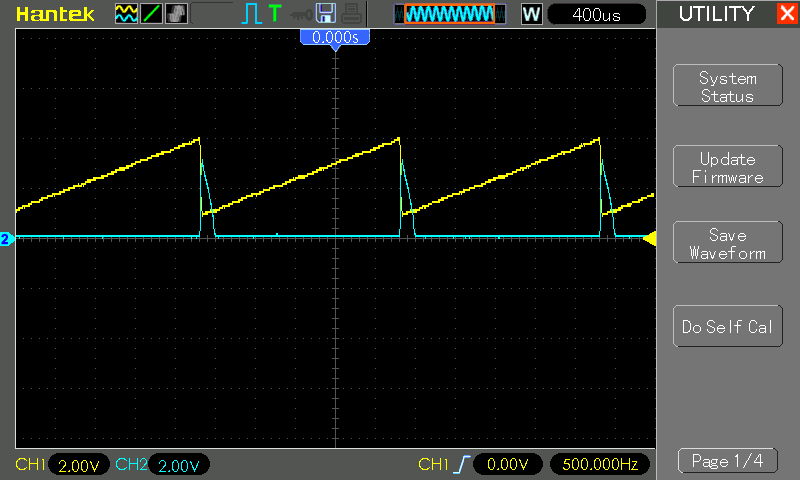 Hantek
T
W
400us
UTILITY
0.000s
System
Status
Update
Firmware
Save
Waveform
2
Do Self Cal
CH1 2.00V CH2 2.00V CH1 0.00V 500.000Hz
Page 1/4